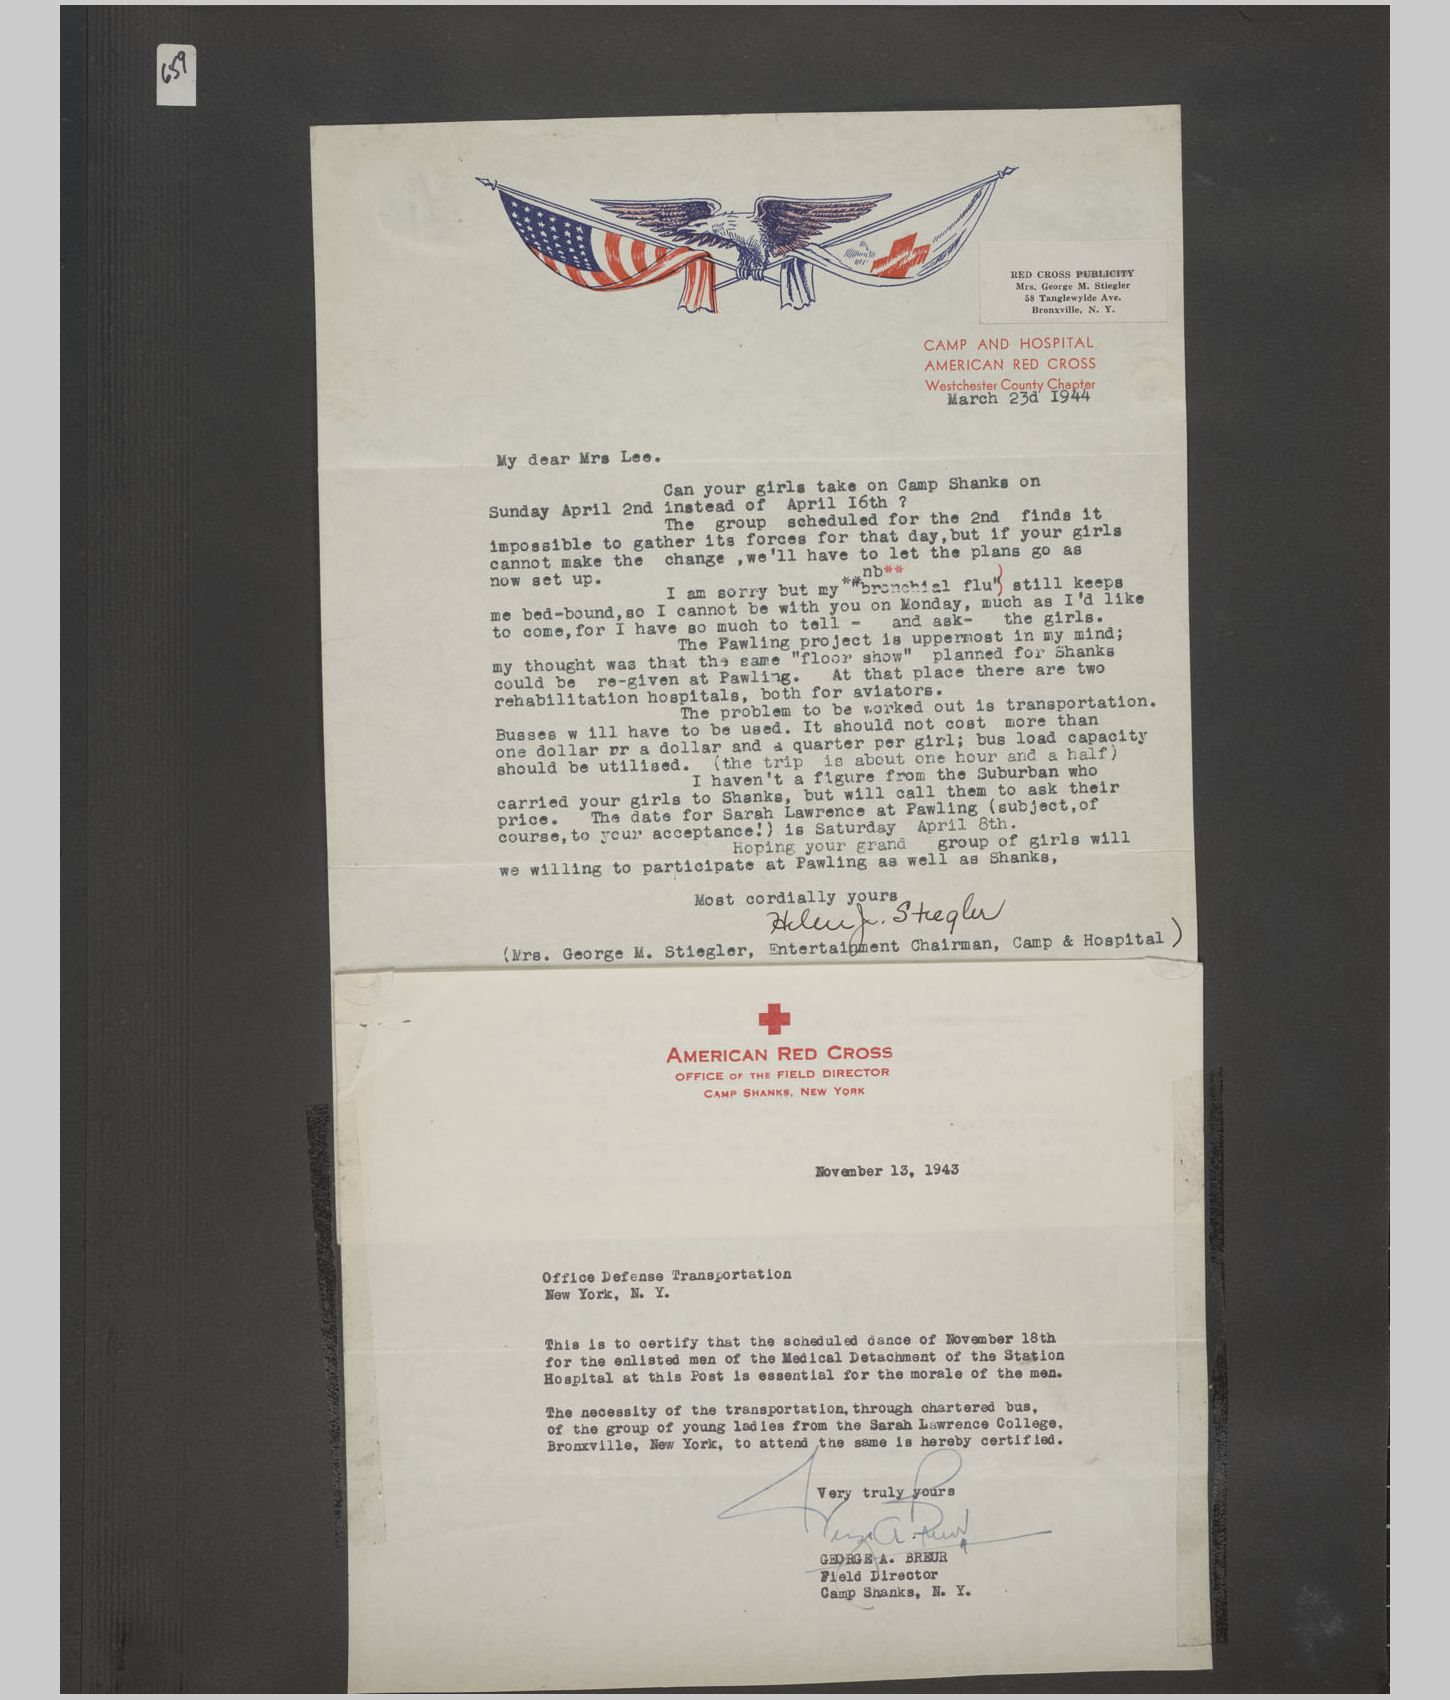 659
RED CROSS PUBLICITY
Mrs. George M. Stiegler
58 Tanglewylde Ave.
Bronxville, N. Y.
CAMP AND HOSPITAL
AMERICAN RED CROSS
Westchester County Chapter
March 23d I944
My dear Mrs Lee.
Can your girls take on Camp Shanks on
Sunday April 2nd instead of April I6th ?
The group scheduled for the 2nd finds it
impossible to gather its forces for that day,but if your girls
cannot make the change ,we'll have to let the plans go as
now set up.
nb**
I am sorry but my**"bronchial flu") still keeps
me bed-bound,so I cannot be with you on Monday, much as I'd like
to come,for I have so much to tell - and ask- the girls.
The Pawling project is uppermost in my mind;
my thought was that the same "floor show" planned for Shanks
could be re-given at Pawling. At that place there are two
rehabilitation hospitals, both for aviators.
The problem to be worked out is transportation.
Busses w ill have to be used. It should not cost more than
one dollar or a dollar and a quarter per girl; bus load capacity
should be utilised. (the trip is about one hour and a half)
I haven't a figure from the Suburban who
carried your girls to Shanks, but will call them to ask their
price. The date for Sarah Lawrence at Pawling (subject,of
course,to your acceptance!) is Saturday April 8th.
Hoping your grand group of girls will
we willing to participate at Pawling as well as Shanks,
Most cordially yours
Helen J. Stiegler
(Mrs. George M. Stiegler, Entertainment Chairman, Camp & Hospital )
AMERICAN RED CROSS
OFFICE OF THE FIELD DIRECTOR
CAMP SHANKS, NEW YORK
November 13, 1943
Office Defense Transportation
New York, N. Y.
This is to certify that the scheduled dance of November 18th
for the enlisted men of the Medical Detachment of the Station
Hospital at this Post is essential for the morale of the men.
The necessity of the transportation, through chartered bus,
of the group of young ladies from the Sarah Lawrence College,
Bronxville, New York, to attend the same is hereby certified.
Very truly yours
George A. Breur
GEORGE A. BREUR
Field Director
Camp Shanks, N. Y.